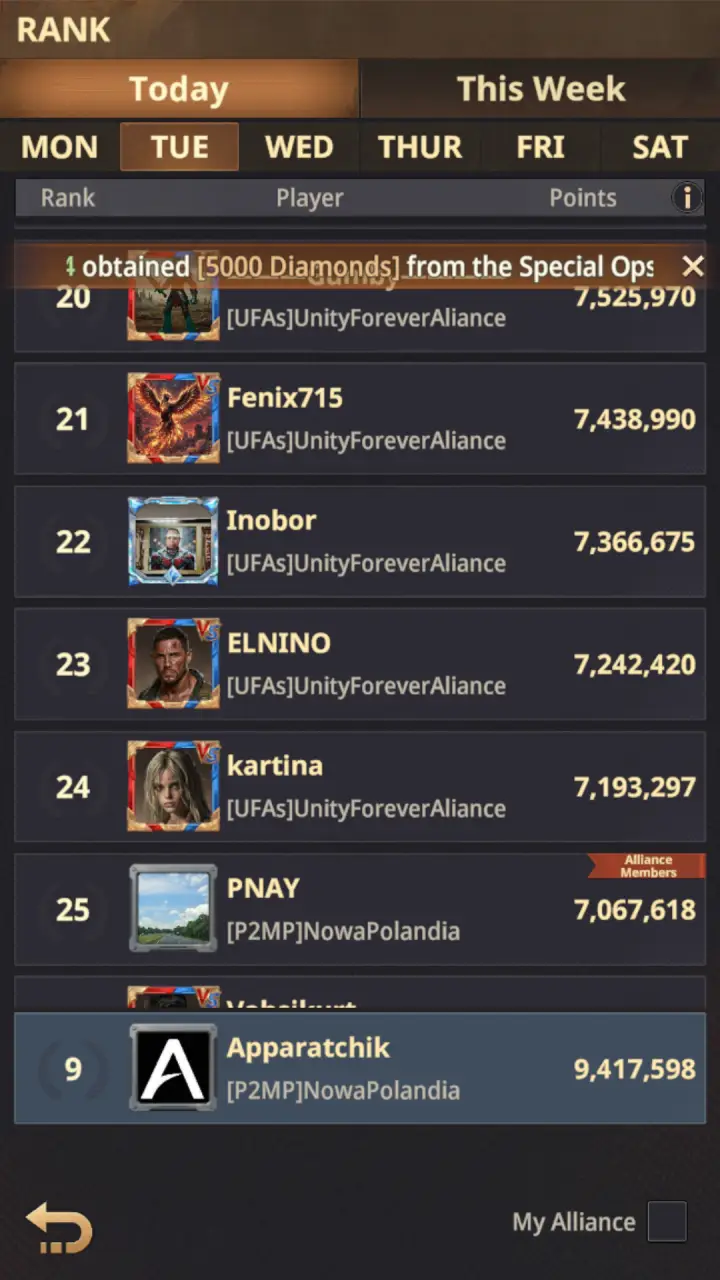 RANK
Today
This Week
MON
TUE
WED
THUR
FRI
SAT
Rank
Player
Points
obtained [5000 Diamonds] from the Special Ops
20
Gumby
7,525,970
[UFAs]UnityForeverAliance
21
Fenix715
7,438,990
[UFAs]UnityForeverAliance
22
Inobor
7,366,675
[UFAs]UnityForeverAliance
23
ELNINO
7,242,420
[UFAs]UnityForeverAliance
24
kartina
7,193,297
[UFAs]UnityForeverAliance
Alliance
Members
25
PNAY
7,067,618
[P2MP]NowaPolandia
9
Apparatchik
9,417,598
[P2MP]NowaPolandia
My Alliance